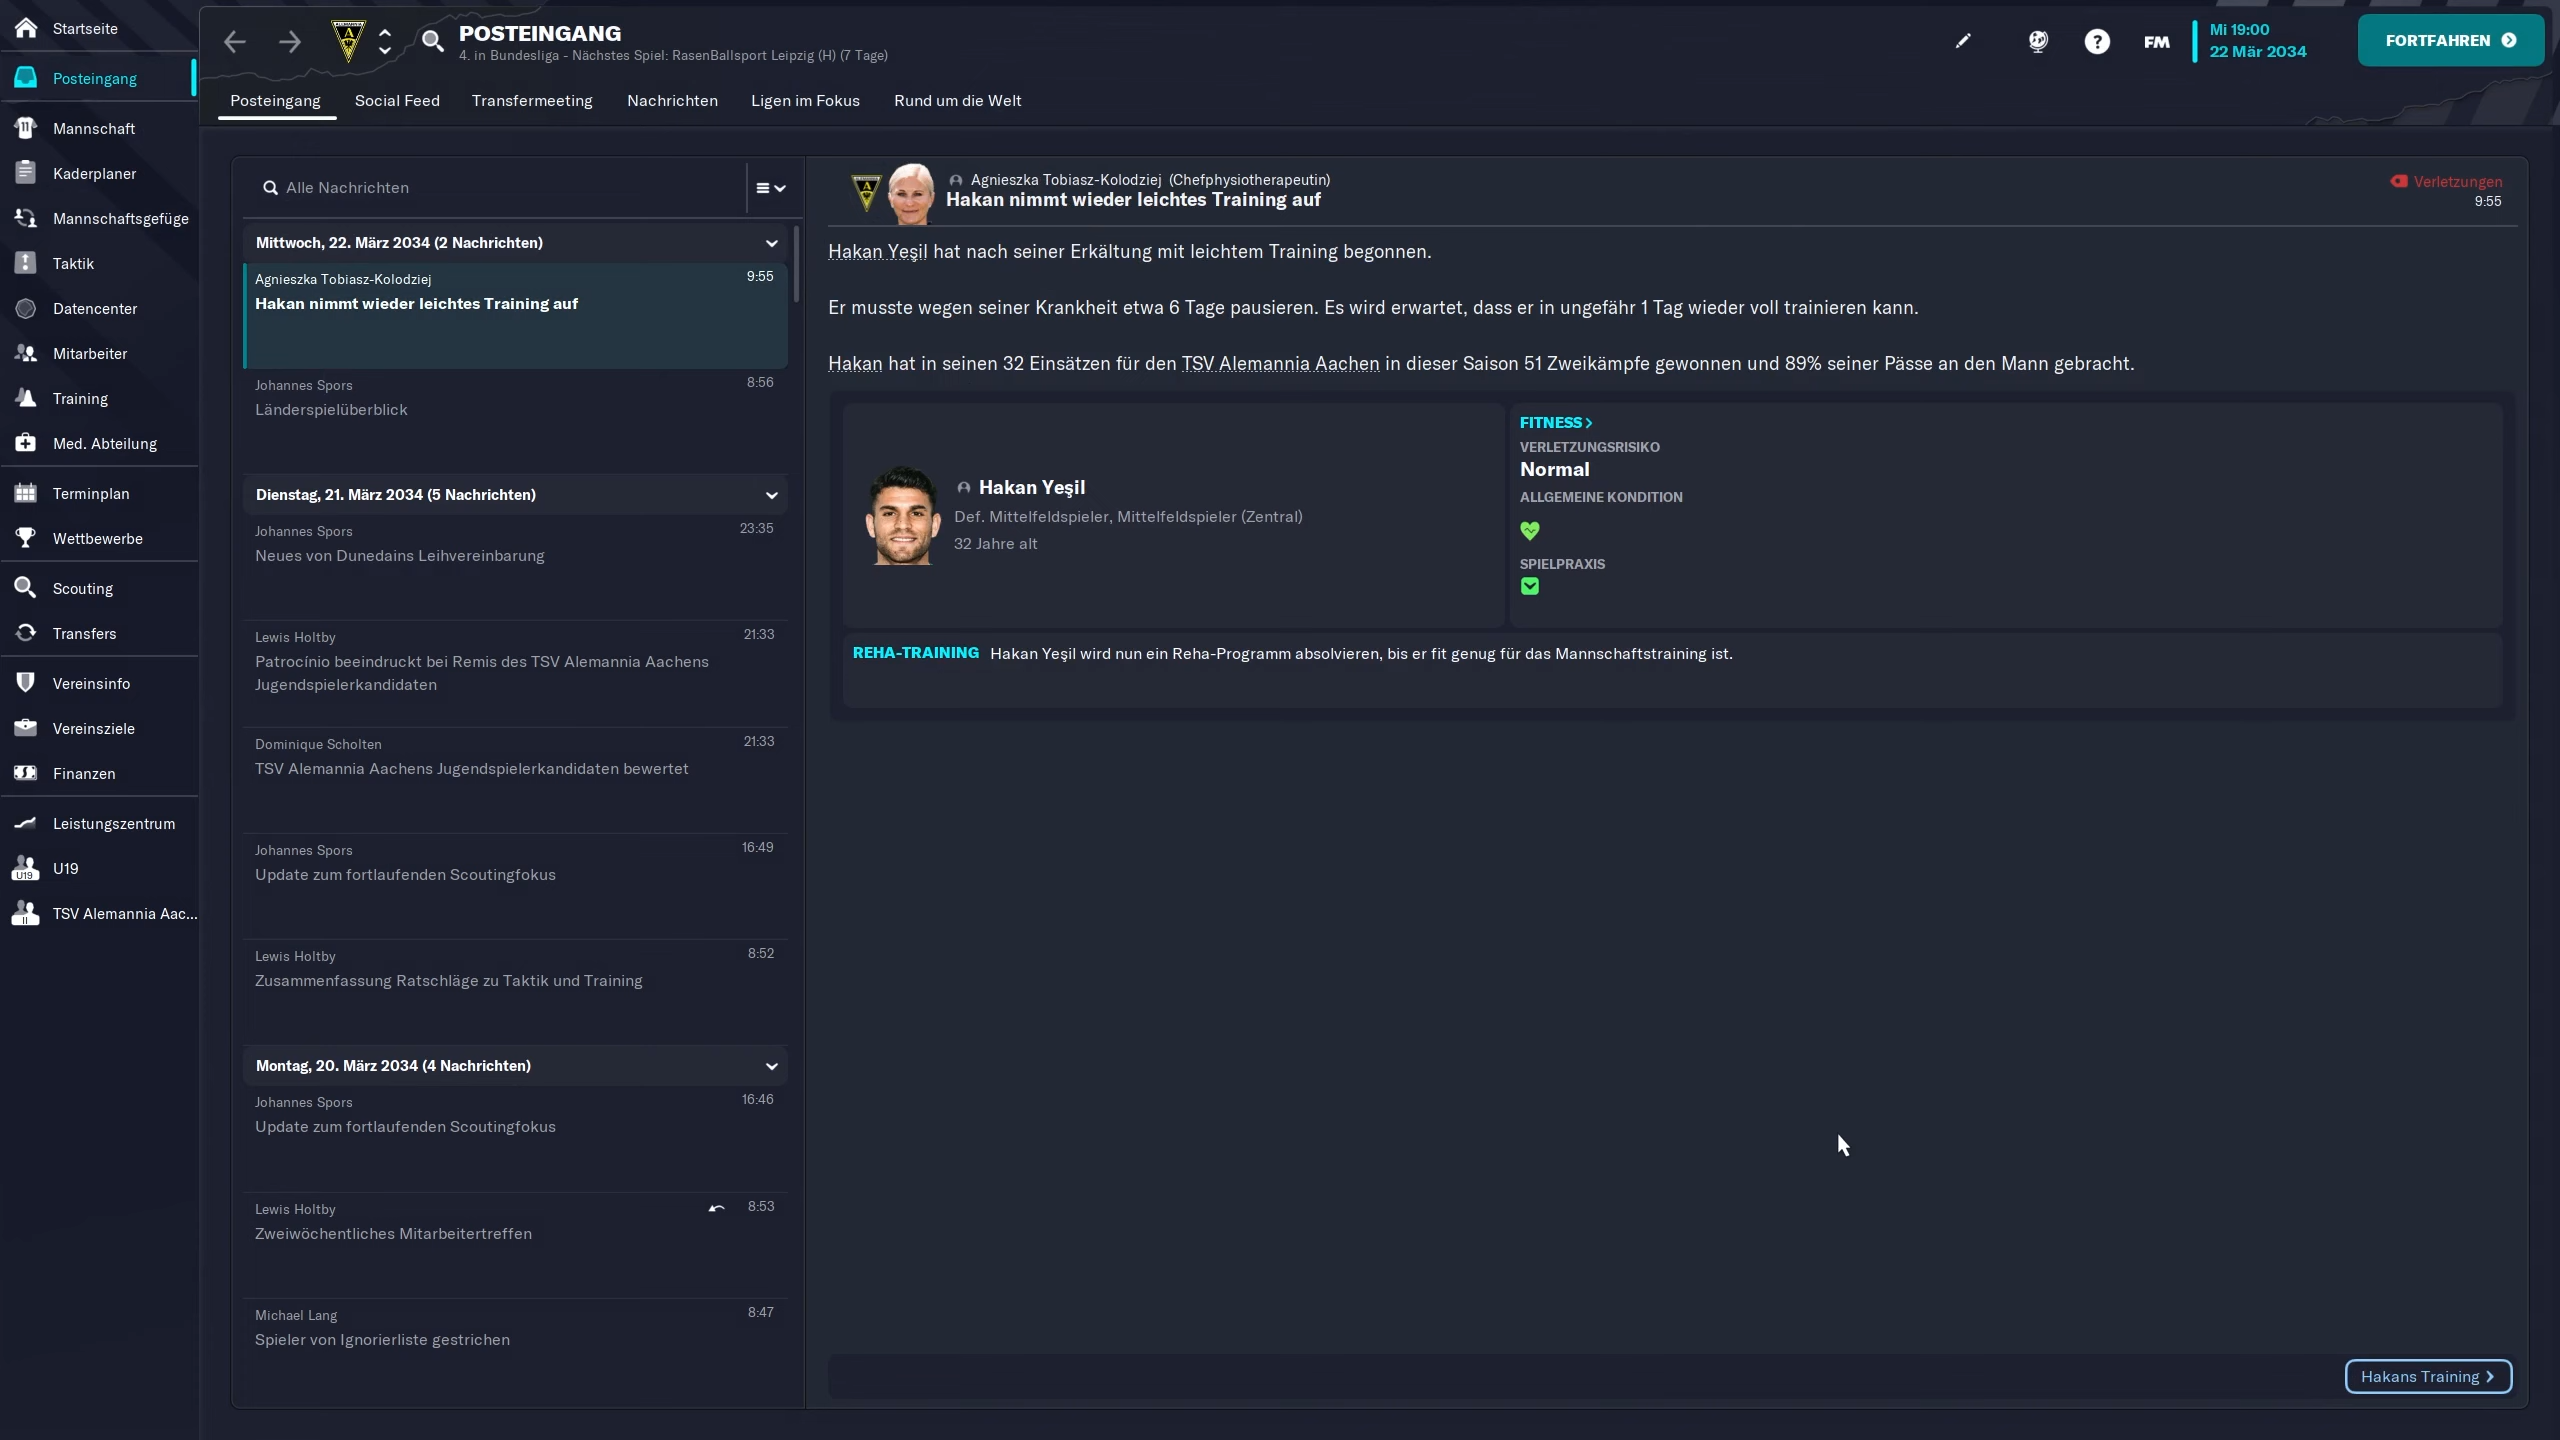 Startseite
Posteingang
Mannschaft
Kaderplaner
Mannschaftsgefüge
Taktik
Datencenter
Mitarbeiter
Training
Med. Abteilung
Terminplan
Wettbewerbe
Scouting
Transfers
Vereinsinfo
Vereinsziele
Finanzen
Leistungszentrum
U19
TSV Alemannia Aac...
POSTEINGANG
4. in Bundesliga - Nächstes Spiel: RasenBallsport Leipzig (H) (7 Tage)
FM
Mi 19:00
22 Mär 2034
FORTFAHREN
Posteingang Social Feed Transfermeeting Nachrichten Ligen im Fokus Rund um die Welt
Alle Nachrichten
Mittwoch, 22. März 2034 (2 Nachrichten)
Agnieszka Tobiasz-Kolodziej 9:55
Hakan nimmt wieder leichtes Training auf
Johannes Spors 8:56
Länderspielüberblick
Dienstag, 21. März 2034 (5 Nachrichten)
Johannes Spors 23:35
Neues von Dunedains Leihvereinbarung
Lewis Holtby 21:33
Patrocínio beeindruckt bei Remis des TSV Alemannia Aachens
Jugendspielerkandidaten
Dominique Scholten 21:33
TSV Alemannia Aachens Jugendspielerkandidaten bewertet
Johannes Spors 16:49
Update zum fortlaufenden Scoutingfokus
Lewis Holtby 8:52
Zusammenfassung Ratschläge zu Taktik und Training
Montag, 20. März 2034 (4 Nachrichten)
Johannes Spors 16:46
Update zum fortlaufenden Scoutingfokus
Lewis Holtby 8:53
Zweiwöchentliches Mitarbeitertreffen
Michael Lang 8:47
Spieler von Ignorierliste gestrichen
Agnieszka Tobiasz-Kolodziej (Chefphysiotherapeutin)
Hakan nimmt wieder leichtes Training auf
Verletzungen
9:55
Hakan Yeşil hat nach seiner Erkältung mit leichtem Training begonnen.
Er musste wegen seiner Krankheit etwa 6 Tage pausieren. Es wird erwartet, dass er in ungefähr 1 Tag wieder voll trainieren kann.
Hakan hat in seinen 32 Einsätzen für den TSV Alemannia Aachen in dieser Saison 51 Zweikämpfe gewonnen und 89% seiner Pässe an den Mann gebracht.
Hakan Yeşil
Def. Mittelfeldspieler, Mittelfeldspieler (Zentral)
32 Jahre alt
FITNESS
VERLETZUNGSRISIKO
Normal
ALLGEMEINE KONDITION
SPIELPRAXIS
REHA-TRAINING Hakan Yeşil wird nun ein Reha-Programm absolvieren, bis er fit genug für das Mannschaftstraining ist.
Hakans Training